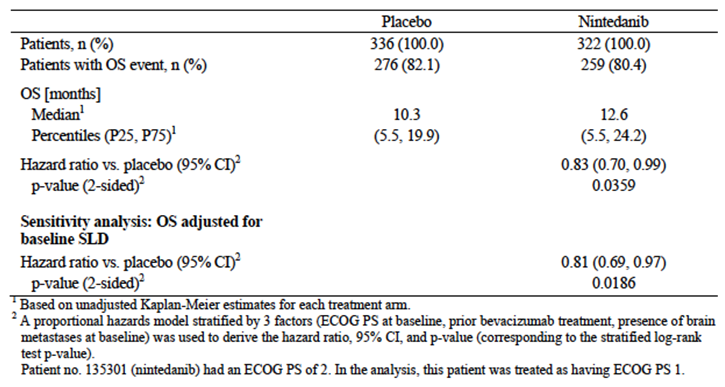 Placebo Nintedanib
Patients, n (%) 336 (100.0) 322 (100.0)
Patients with OS event, n (%) 276 (82.1) 259 (80.4)
OS [months]
Median1 10.3 12.6
Percentiles (P25, P75)1 (5.5, 19.9) (5.5, 24.2)
Hazard ratio vs. placebo (95% CI)2 0.83 (0.70, 0.99)
p-value (2-sided)2 0.0359
Sensitivity analysis: OS adjusted for
baseline SLD
Hazard ratio vs. placebo (95% CI)2 0.81 (0.69, 0.97)
p-value (2-sided)2 0.0186
1 Based on unadjusted Kaplan-Meier estimates for each treatment arm.
2 A proportional hazards model stratified by 3 factors (ECOG PS at baseline, prior bevacizumab treatment, presence of brain
metastases at baseline) was used to derive the hazard ratio, 95% CI, and p-value (corresponding to the stratified log-rank
test p-value).
Patient no. 135301 (nintedanib) had an ECOG PS of 2. In the analysis, this patient was treated as having ECOG PS 1.